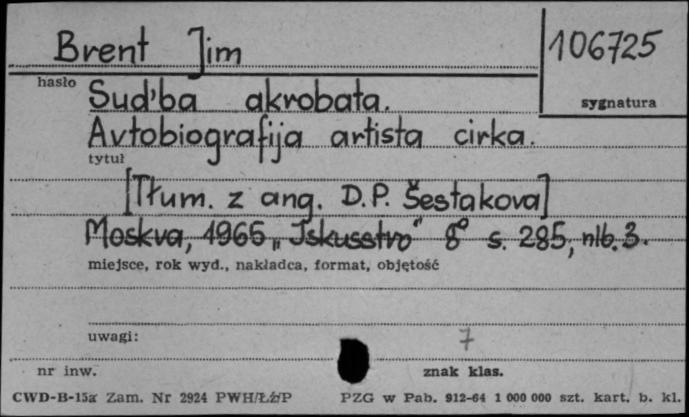 Brent Jim
106725
hasło
sygnatura
Sud'ba akrobata.
Avtobiografija artista cirka.
tytuł
[Tłum. z ang. D.P. Šestakova]
Moskva, 1965 „Iskusstvo" 8° s. 285, nlb. 3.
miejsce, rok wyd., nakładca, format, objętość
uwagi:
7
nr inw.
znak klas.
CWD-B-15a Zam. Nr 2924 PWH/Łź/P
PZG w Pab. 912-64 1 000 000 szt. kart. b. kl.